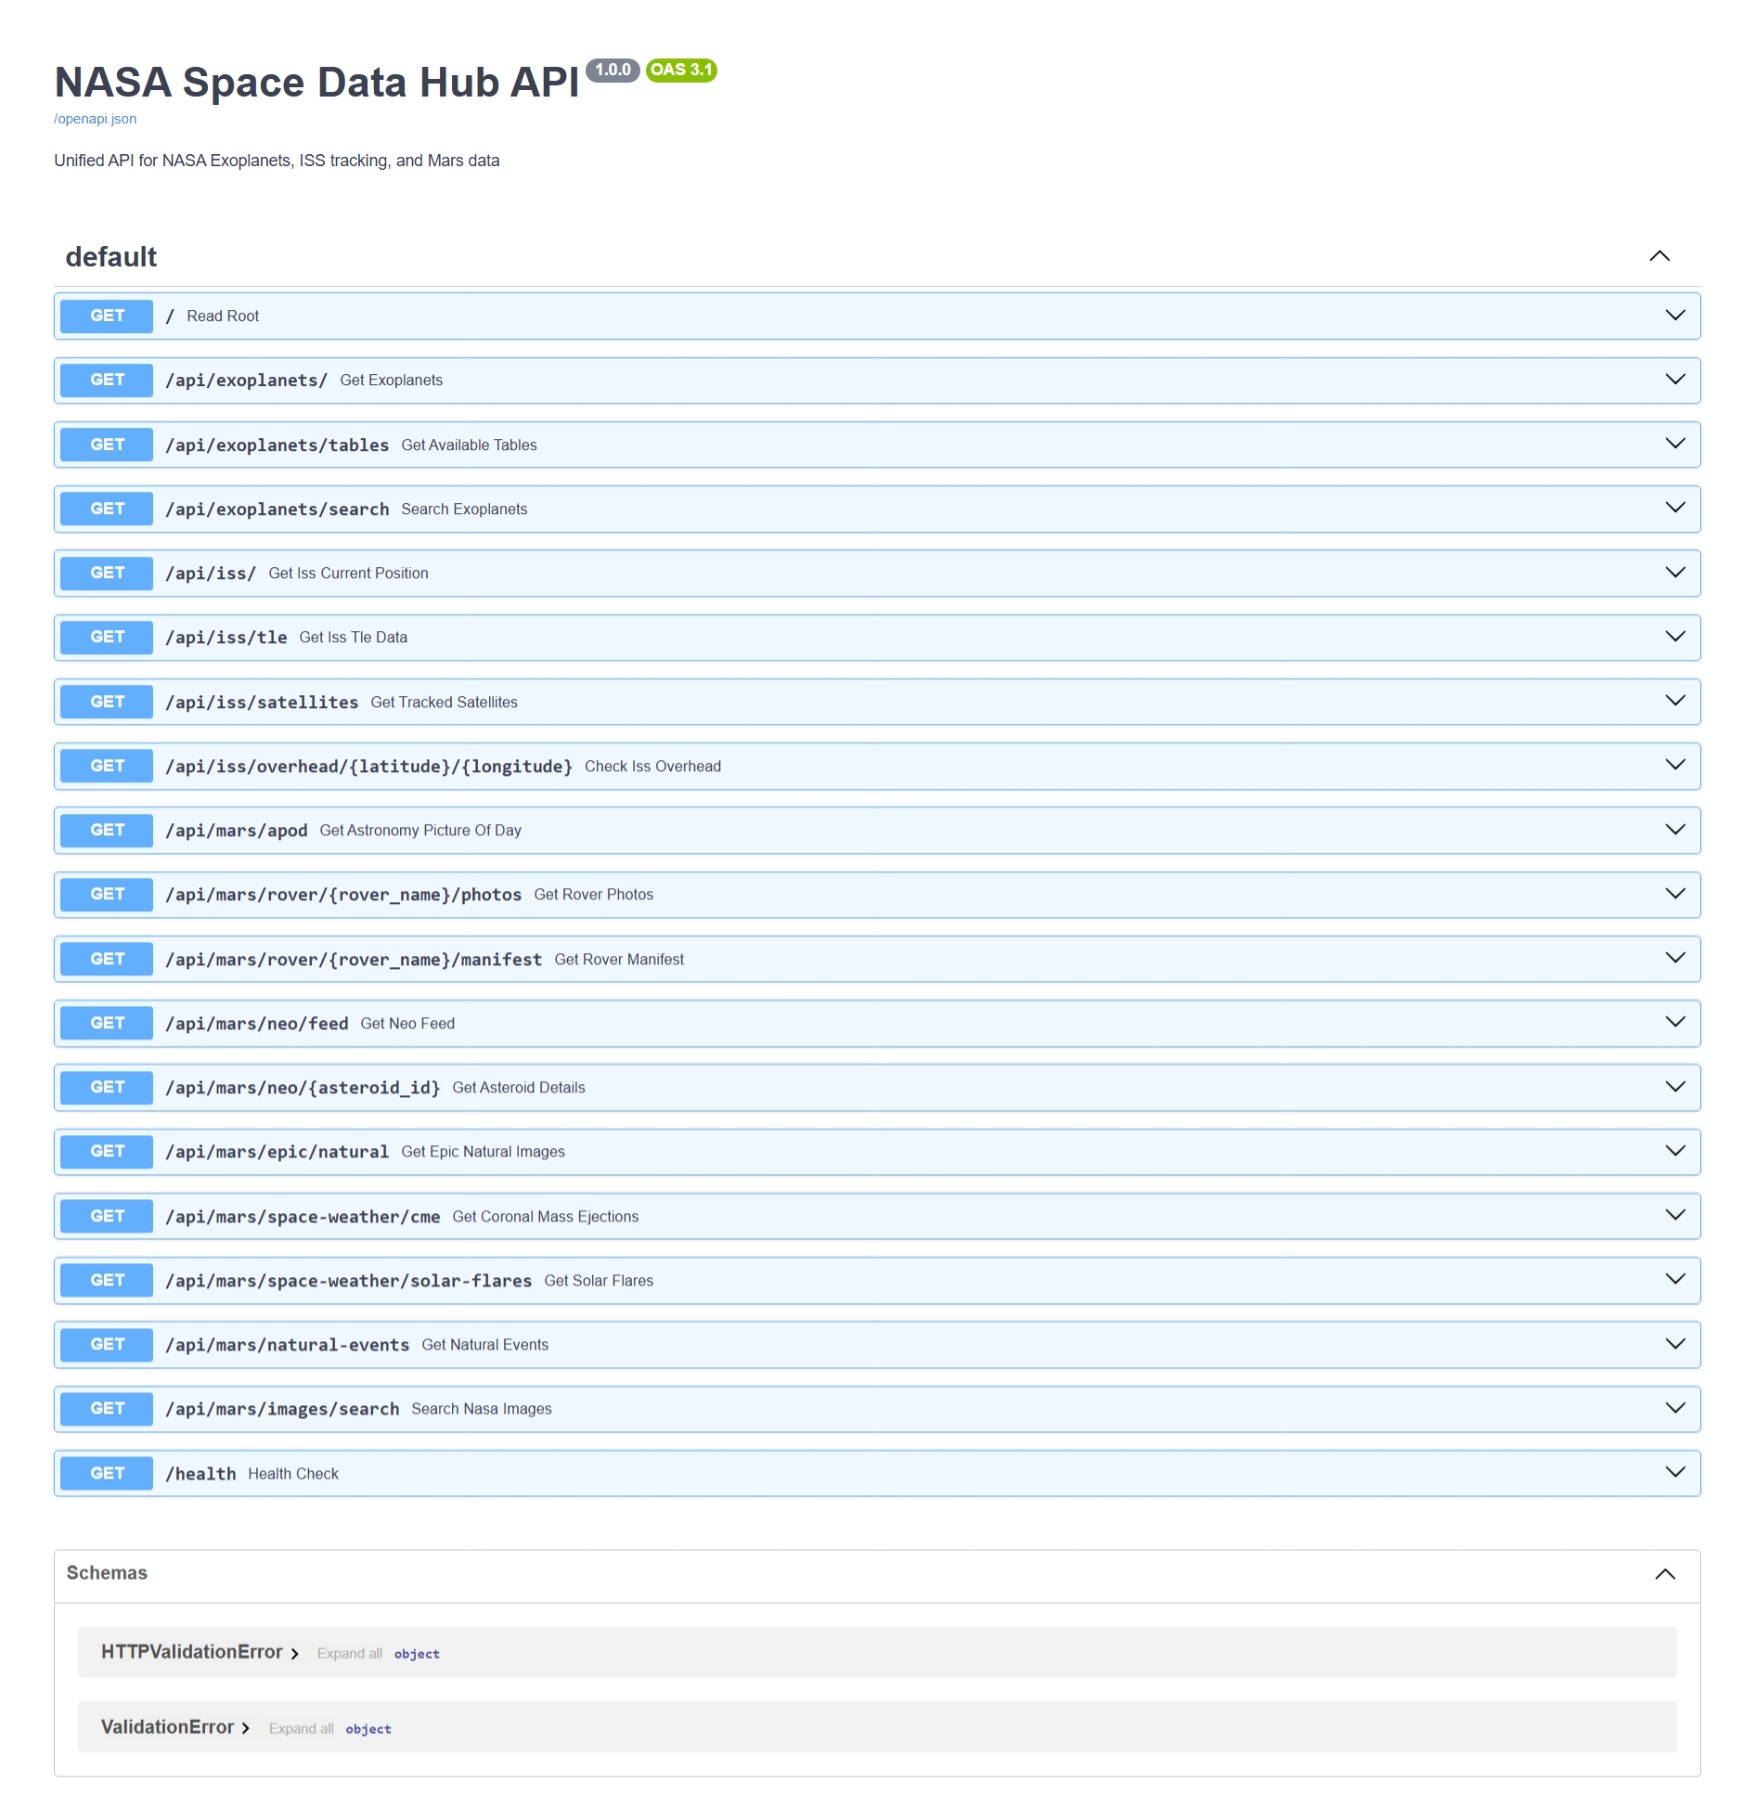 NASA Space Data Hub API 1.0.0 OAS 3.1
/openapi.json
Unified API for NASA Exoplanets, ISS tracking, and Mars data
default
GET / Read Root
GET /api/exoplanets/ Get Exoplanets
GET /api/exoplanets/tables Get Available Tables
GET /api/exoplanets/search Search Exoplanets
GET /api/iss/ Get Iss Current Position
GET /api/iss/tle Get Iss Tle Data
GET /api/iss/satellites Get Tracked Satellites
GET /api/iss/overhead/{latitude}/{longitude} Check Iss Overhead
GET /api/mars/apod Get Astronomy Picture Of Day
GET /api/mars/rover/{rover_name}/photos Get Rover Photos
GET /api/mars/rover/{rover_name}/manifest Get Rover Manifest
GET /api/mars/neo/feed Get Neo Feed
GET /api/mars/neo/{asteroid_id} Get Asteroid Details
GET /api/mars/epic/natural Get Epic Natural Images
GET /api/mars/space-weather/cme Get Coronal Mass Ejections
GET /api/mars/space-weather/solar-flares Get Solar Flares
GET /api/mars/natural-events Get Natural Events
GET /api/mars/images/search Search Nasa Images
GET /health Health Check
Schemas
HTTPValidationError Expand all object
ValidationError Expand all object